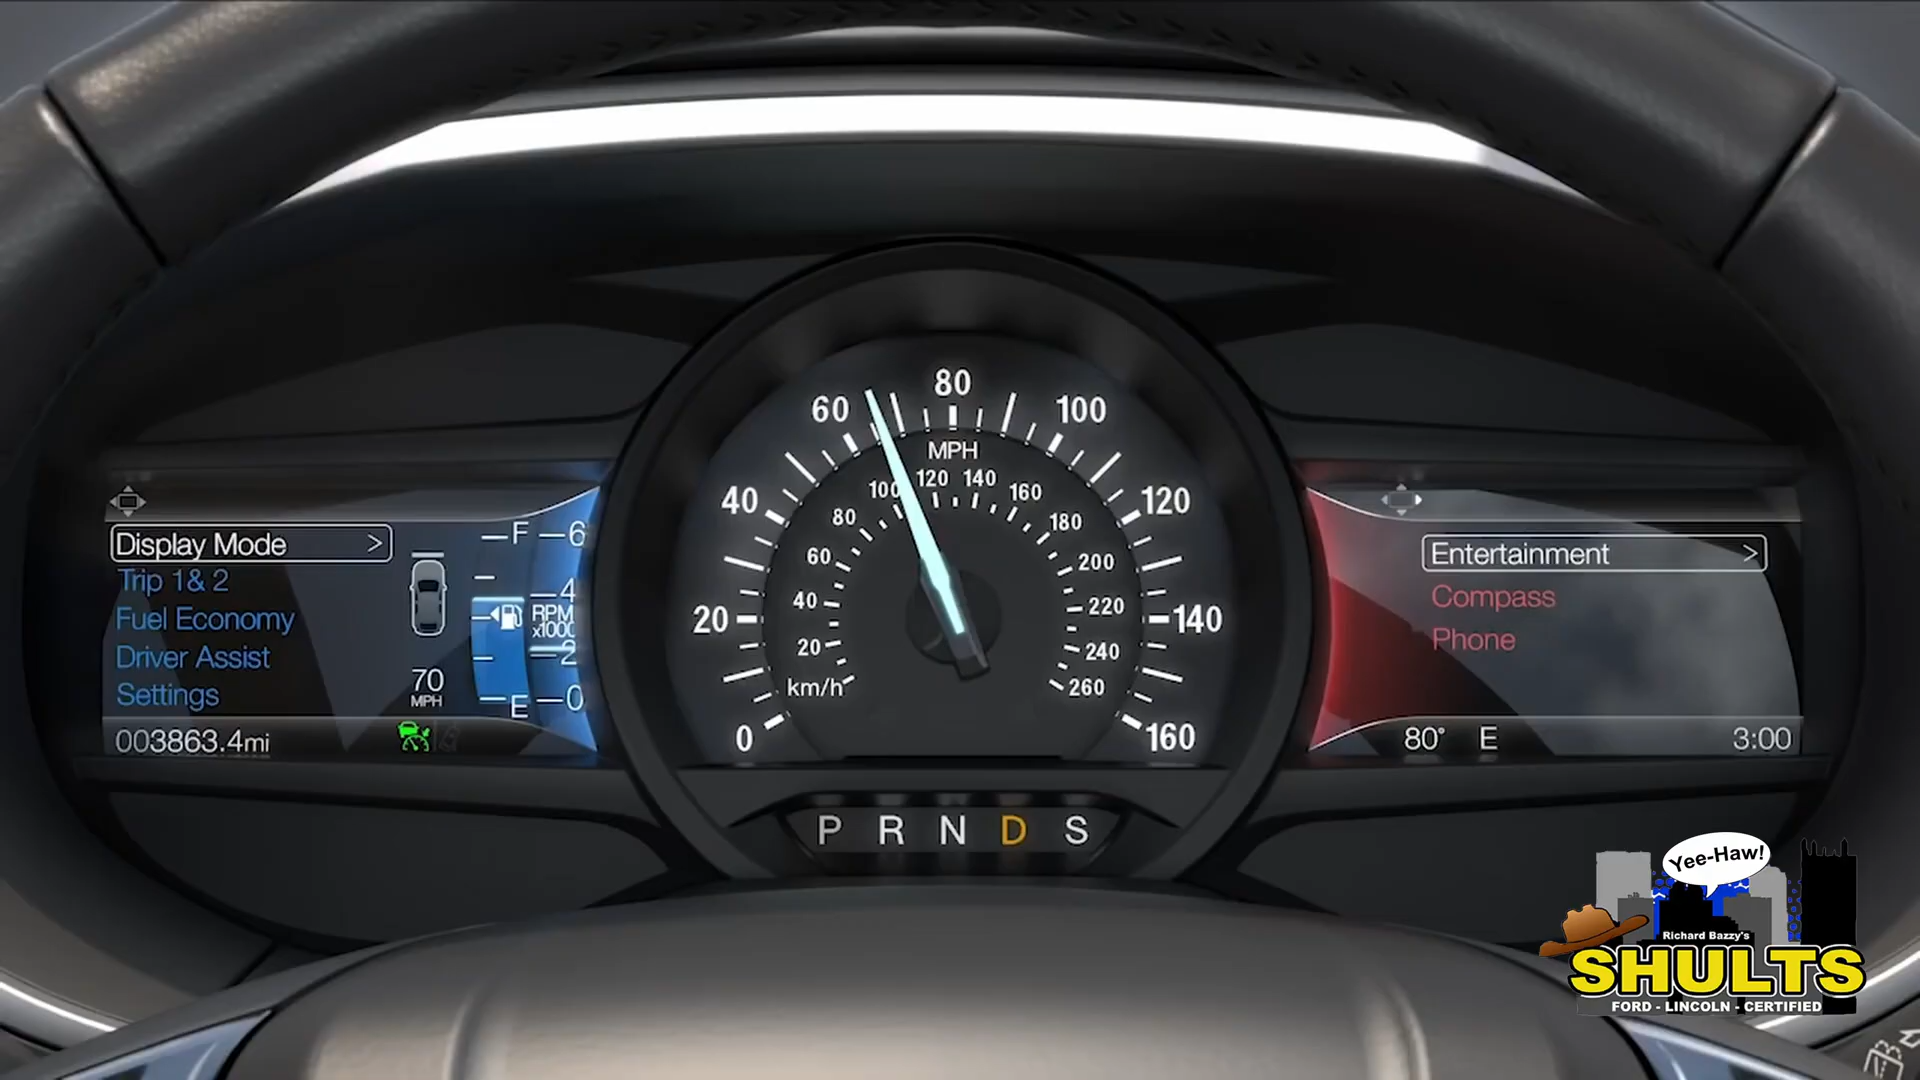 Display Mode >
Trip 1 & 2
Fuel Economy
Driver Assist
Settings
003863.4mi
70
MPH
F
E
6
4
RPM
x1000
2
0
0
20
40
60
80
100
120
140
160
MPH
km/h
20
40
60
80
100
120
140
160
180
200
220
240
260
P R N D S
Entertainment >
Compass
Phone
80° E 3:00
Yee-Haw!
Richard Bazzy's
SHULTS
FORD - LINCOLN - CERTIFIED